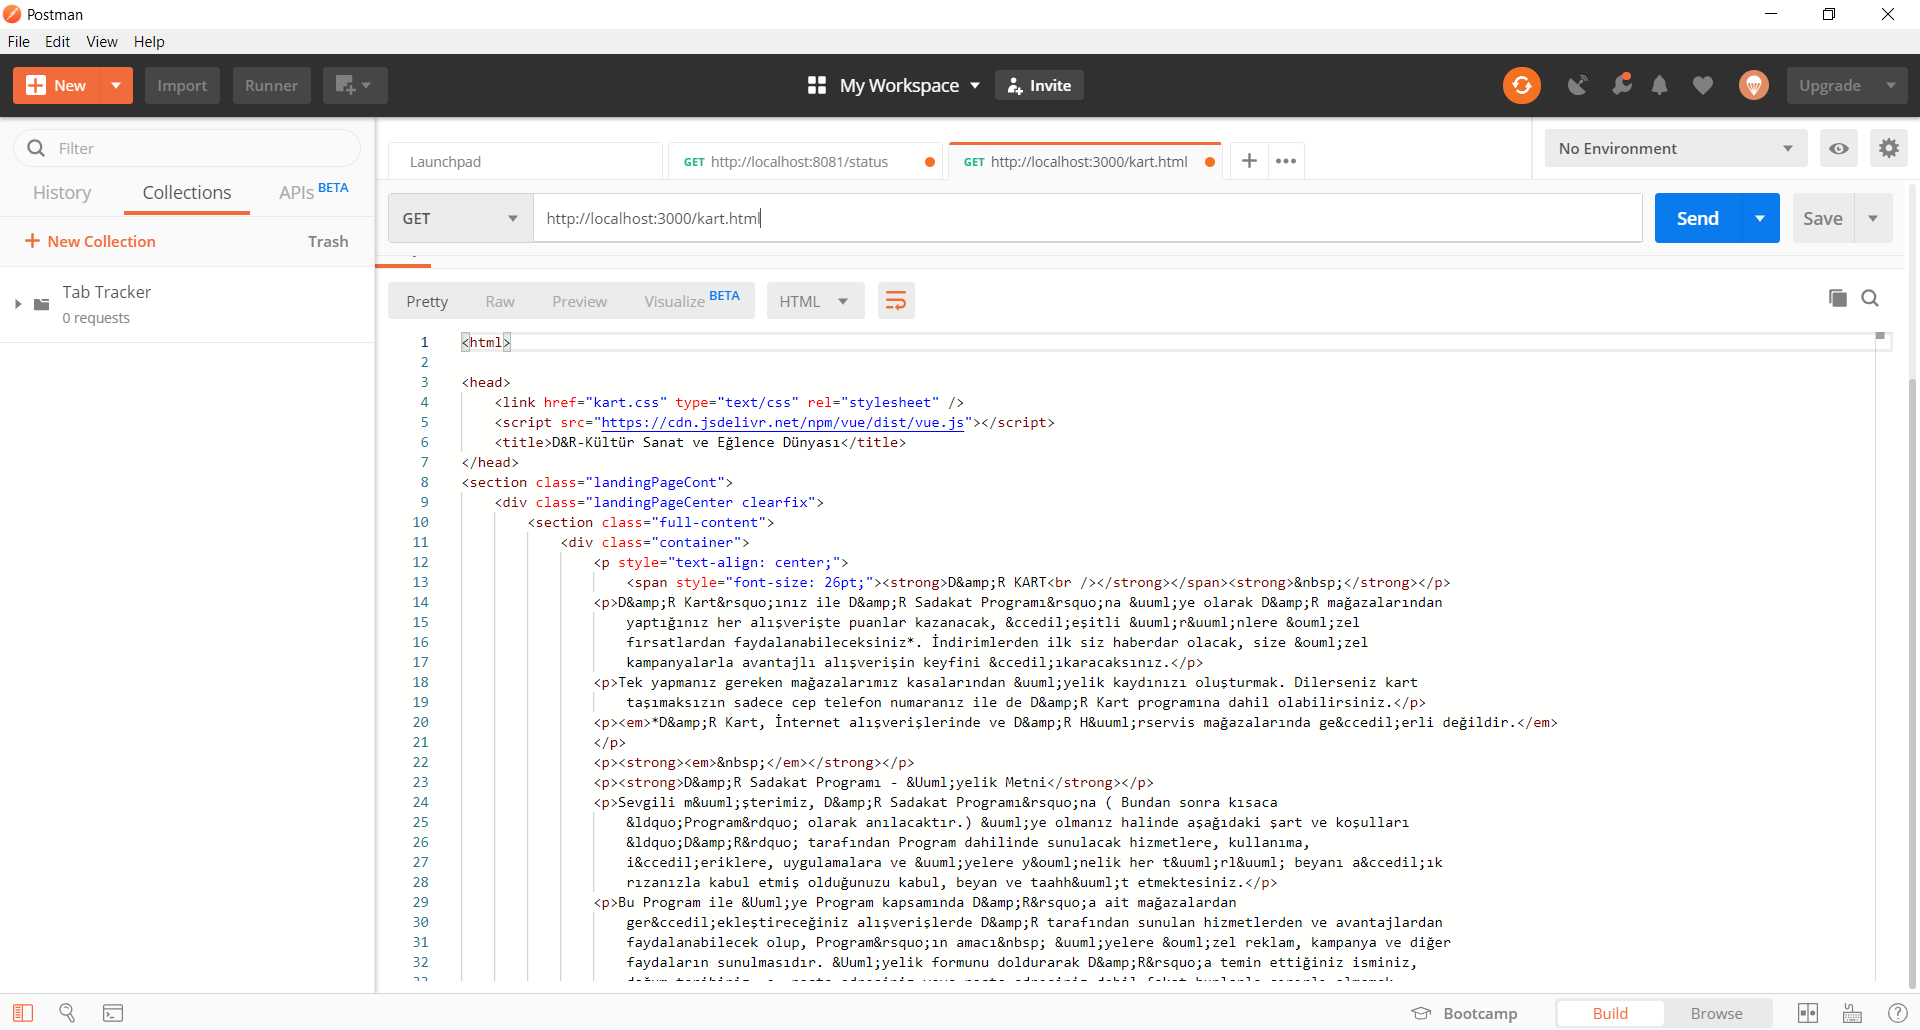 Postman
File Edit View Help
New Import Runner My Workspace Invite Upgrade
Filter
History Collections APIs BETA
+ New Collection Trash
Tab Tracker
0 requests
Launchpad GET http://localhost:8081/status GET http://localhost:3000/kart.html + ••• No Environment
GET http://localhost:3000/kart.html Send Save
Pretty Raw Preview Visualize BETA HTML
1 <html>
2
3 <head>
4 <link href="kart.css" type="text/css" rel="stylesheet" />
5 <script src="https://cdn.jsdelivr.net/npm/vue/dist/vue.js"></script>
6 <title>D&R-Kültür Sanat ve Eğlence Dünyası</title>
7 </head>
8 <section class="landingPageCont">
9 <div class="landingPageCenter clearfix">
10 <section class="full-content">
11 <div class="container">
12 <p style="text-align: center;">
13 <span style="font-size: 26pt;"><strong>D&amp;R KART<br /></strong></span><strong>&nbsp;</strong></p>
14 <p>D&amp;R Kart&rsquo;ınız ile D&amp;R Sadakat Programı&rsquo;na &uuml;ye olarak D&amp;R mağazalarından
15 yaptığınız her alışverişte puanlar kazanacak, &ccedil;eşitli &uuml;r&uuml;nlere &ouml;zel
16 fırsatlardan faydalanabileceksiniz*. İndirimlerden ilk siz haberdar olacak, size &ouml;zel
17 kampanyalarla avantajlı alışverişin keyfini &ccedil;ıkaracaksınız.</p>
18 <p>Tek yapmanız gereken mağazalarımız kasalarından &uuml;yelik kaydınızı oluşturmak. Dilerseniz kart
19 taşımaksızın sadece cep telefon numaranız ile de D&amp;R Kart programına dahil olabilirsiniz.</p>
20 <p><em>*D&amp;R Kart, İnternet alışverişlerinde ve D&amp;R H&uuml;rservis mağazalarında ge&ccedil;erli değildir.</em>
21 </p>
22 <p><strong><em>&nbsp;</em></strong></p>
23 <p><strong>D&amp;R Sadakat Programı - &Uuml;yelik Metni</strong></p>
24 <p>Sevgili m&uuml;şterimiz, D&amp;R Sadakat Programı&rsquo;na ( Bundan sonra kısaca
25 &ldquo;Program&rdquo; olarak anılacaktır.) &uuml;ye olmanız halinde aşağıdaki şart ve koşulları
26 &ldquo;D&amp;R&rdquo; tarafından Program dahilinde sunulacak hizmetlere, kullanıma,
27 i&ccedil;eriklere, uygulamalara ve &uuml;yelere y&ouml;nelik her t&uuml;rl&uuml; beyanı a&ccedil;ık
28 rızanızla kabul etmiş olduğunuzu kabul, beyan ve taahh&uuml;t etmektesiniz.</p>
29 <p>Bu Program ile &Uuml;ye Program kapsamında D&amp;R&rsquo;a ait mağazalardan
30 ger&ccedil;ekleştireceğiniz alışverişlerde D&amp;R tarafından sunulan hizmetlerden ve avantajlardan
31 faydalanabilecek olup, Program&rsquo;ın amacı&nbsp; &uuml;yelere &ouml;zel reklam, kampanya ve diğer
32 faydaların sunulmasıdır. &Uuml;yelik formunu doldurarak D&amp;R&rsquo;a temin ettiğiniz isminiz,
Bootcamp Build Browse